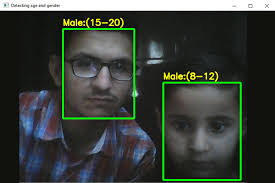 Detecting age and gender
Male:(15-20)
Male:(8-12)